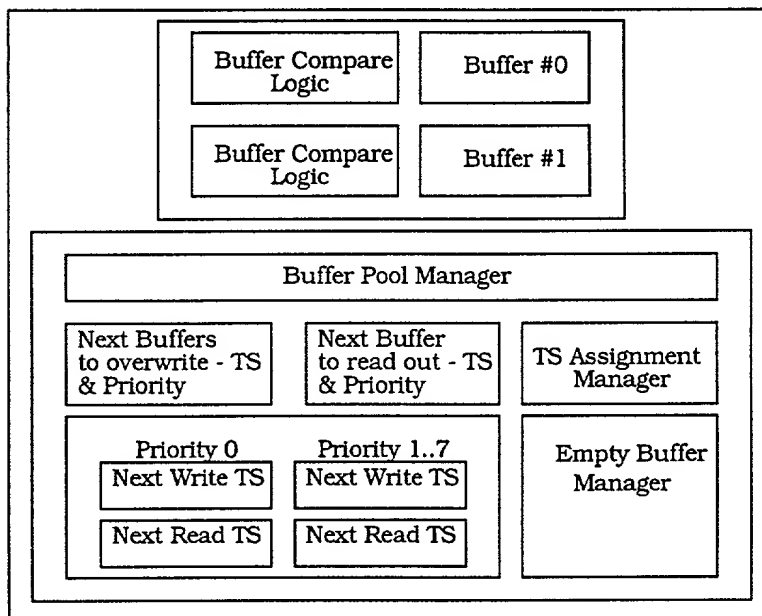 Buffer Compare
Logic
Buffer #0
Buffer Compare
Logic
Buffer #1
Buffer Pool Manager
Next Buffers
to overwrite - TS
& Priority
Next Buffer
to read out - TS
& Priority
TS Assignment
Manager
Priority 0
Next Write TS
Next Read TS
Priority 1..7
Next Write TS
Next Read TS
Empty Buffer
Manager